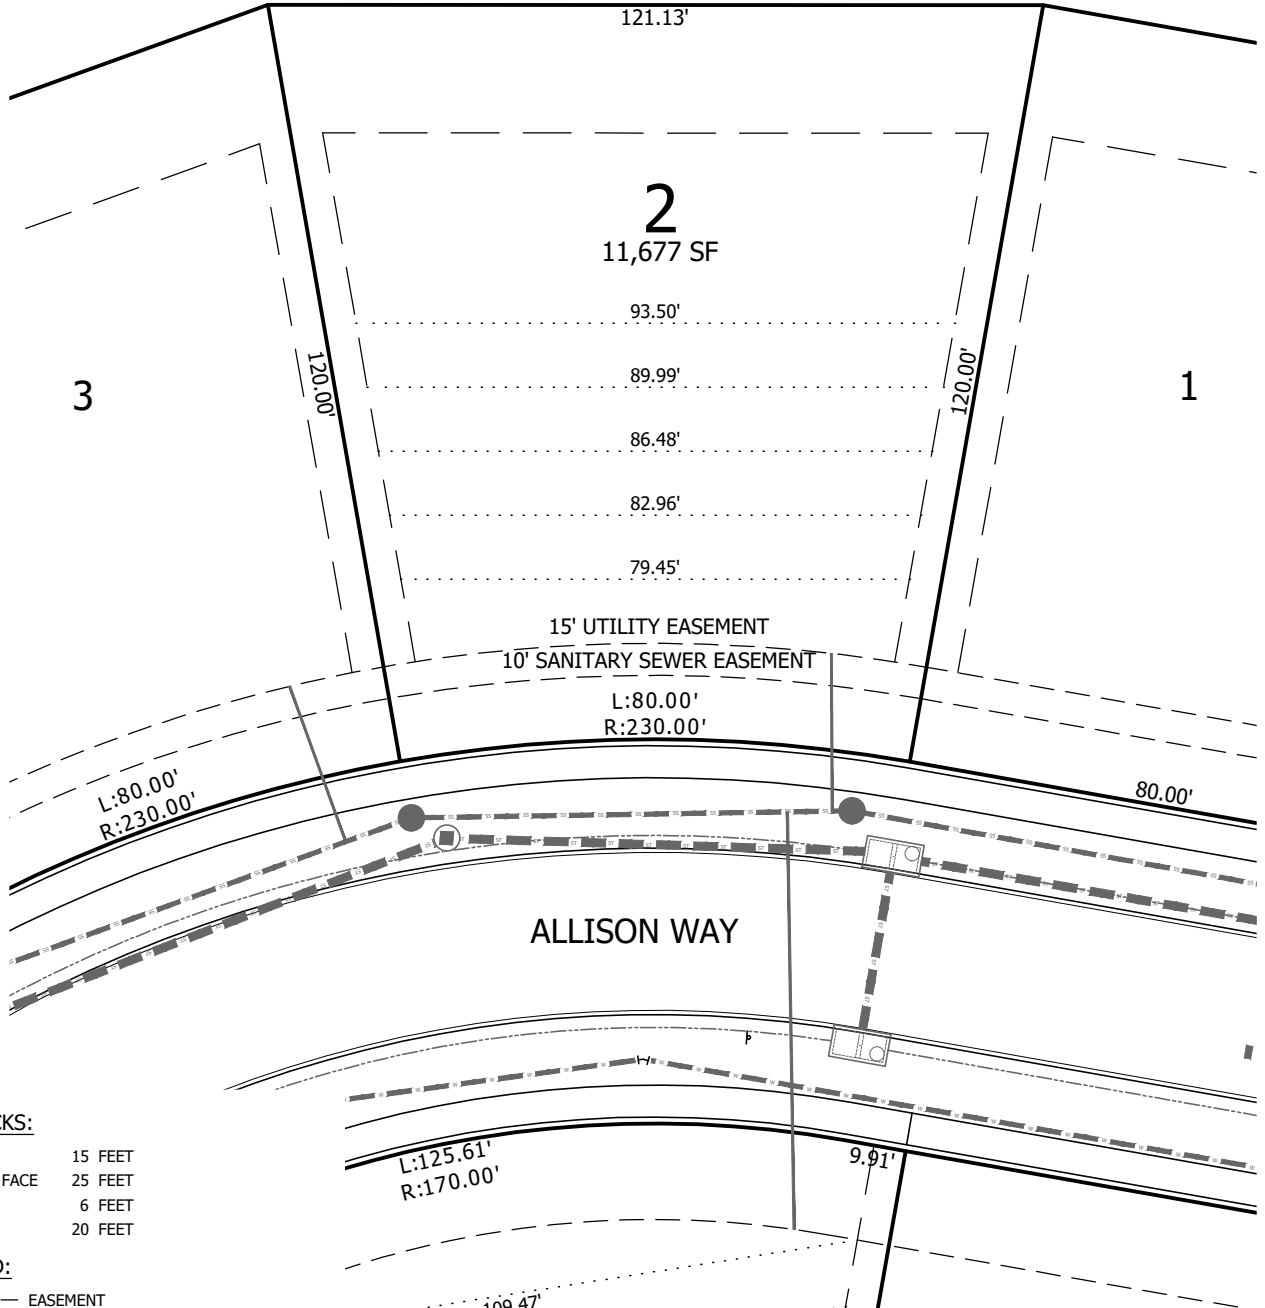 121.13'
2
11,677 SF
93.50'
89.99'
86.48'
82.96'
79.45'
120.00'
120.00'
3
1
15' UTILITY EASEMENT
10' SANITARY SEWER EASEMENT
L:80.00'
R:230.00'
L:80.00'
R:230.00'
80.00'
ALLISON WAY
L:125.61'
R:170.00'
9.91'
109.47'
CKS:
15 FEET
FACE 25 FEET
6 FEET
20 FEET
D:
EASEMENT